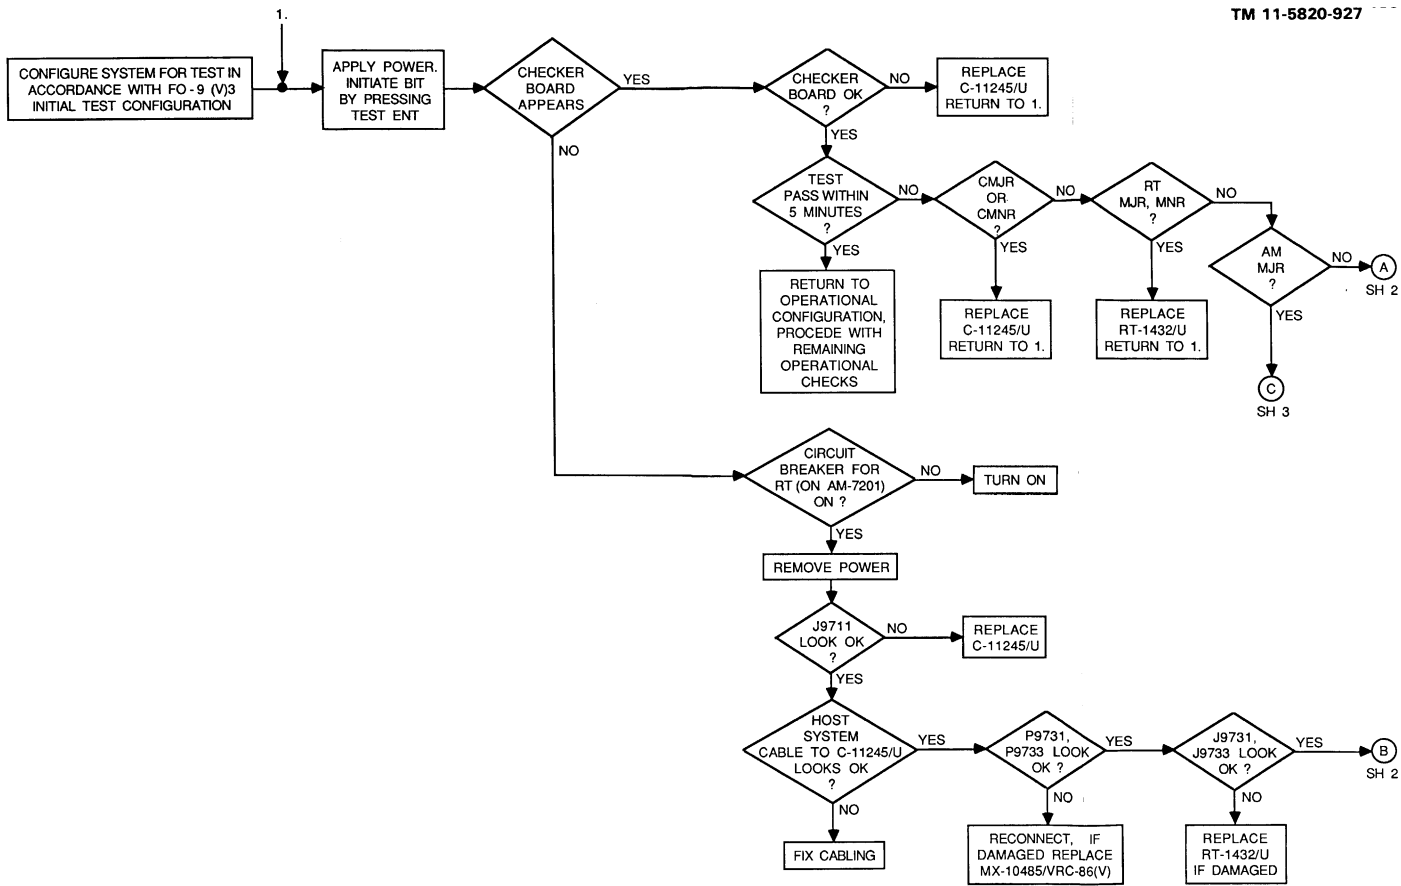 TM 11-5820-927
1.
CONFIGURE SYSTEM FOR TEST IN
ACCORDANCE WITH FO - 9 (V)3
INITIAL TEST CONFIGURATION
APPLY POWER.
INITIATE BIT
BY PRESSING
TEST ENT
CHECKER
BOARD
APPEARS
YES
NO
CHECKER
BOARD OK
?
NO
YES
REPLACE
C-11245/U
RETURN TO 1.
TEST
PASS WITHIN
5 MINUTES
?
NO
YES
CMJR
OR
CMNR
?
NO
YES
RT
MJR, MNR
?
NO
YES
AM
MJR
?
NO
YES
A
SH 2
RETURN TO
OPERATIONAL
CONFIGURATION,
PROCEDE WITH
REMAINING
OPERATIONAL
CHECKS
REPLACE
C-11245/U
RETURN TO 1.
REPLACE
RT-1432/U
RETURN TO 1.
C
SH 3
CIRCUIT
BREAKER FOR
RT (ON AM-7201)
ON ?
NO
YES
TURN ON
REMOVE POWER
J9711
LOOK OK
?
NO
YES
REPLACE
C-11245/U
HOST
SYSTEM
CABLE TO C-11245/U
LOOKS OK
?
YES
NO
P9731,
P9733 LOOK
OK ?
YES
NO
J9731,
J9733 LOOK
OK ?
YES
NO
B
SH 2
FIX CABLING
RECONNECT, IF
DAMAGED REPLACE
MX-10485/VRC-86(V)
REPLACE
RT-1432/U
IF DAMAGED